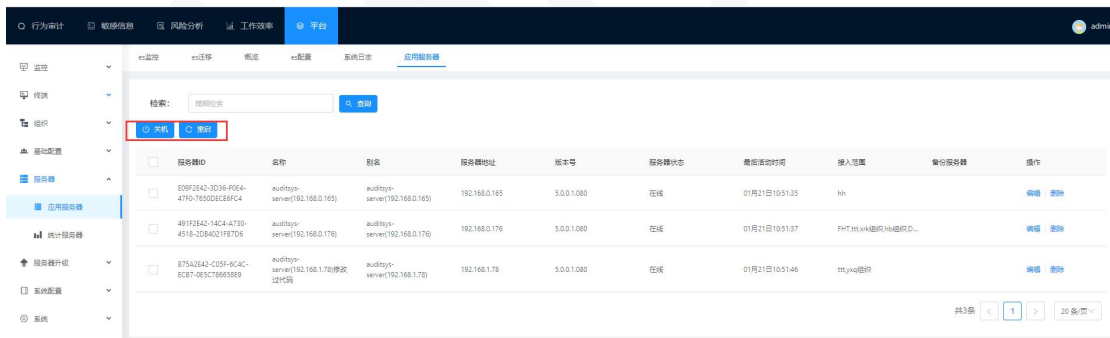 行为审计 敏感信息 风险分析 工作效率 平台 admi
监控
终端
组织
基础配置
服务器
应用服务器
统计服务器
服务器升级
系统配置
系统
es监控 es迁移 概览 es配置 系统日志 应用服务器
检索: 模糊检索 查询
关机 重启
服务器ID 名称 别名 服务器地址 版本号 服务器状态 最后活动时间 接入范围 备份服务器 操作
E09F2E42-3D36-F0E4-47F0-7650DECE6FC4 auditsys-server(192.168.0.165) auditsys-server(192.168.0.165) 192.168.0.165 5.0.0.1.080 在线 01月21日10:51:35 hh 编辑 删除
491F2E42-14C4-A730-4518-2DB4021FB7D6 auditsys-server(192.168.0.176) auditsys-server(192.168.0.176) 192.168.0.176 5.0.0.1.080 在线 01月21日10:51:37 FHT,ttt,xrk组织,hb组织,D... 编辑 删除
B75A2E42-C05F-6C4C-ECB7-0E5C786658E9 auditsys-server(192.168.1.78)修改过代码 auditsys-server(192.168.1.78) 192.168.1.78 5.0.0.1.080 在线 01月21日10:51:46 ttt,yxq组织 编辑 删除
共3条 < 1 > 20 条/页